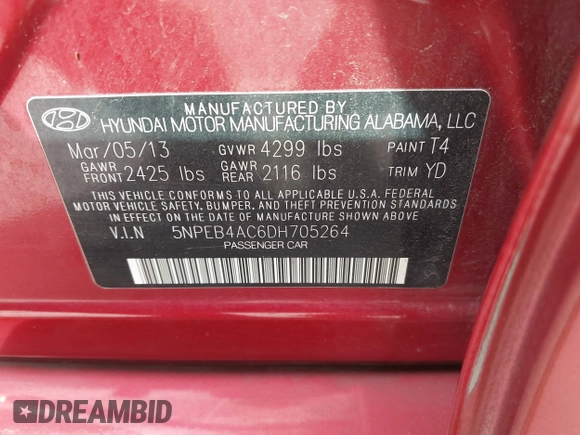 MANUFACTURED BY
HYUNDAI MOTOR MANUFACTURING ALABAMA, LLC
Mar/05/13 GVWR 4299 lbs PAINT T4
GAWR FRONT 2425 lbs GAWR REAR 2116 lbs TRIM YD
THIS VEHICLE CONFORMS TO ALL APPLICABLE U.S.A. FEDERAL
MOTOR VEHICLE SAFETY, BUMPER, AND THEFT PREVENTION STANDARDS
IN EFFECT ON THE DATE OF MANUFACTURE SHOWN ABOVE
V.I.N 5NPEB4AC6DH705264
PASSENGER CAR
DREAMBID